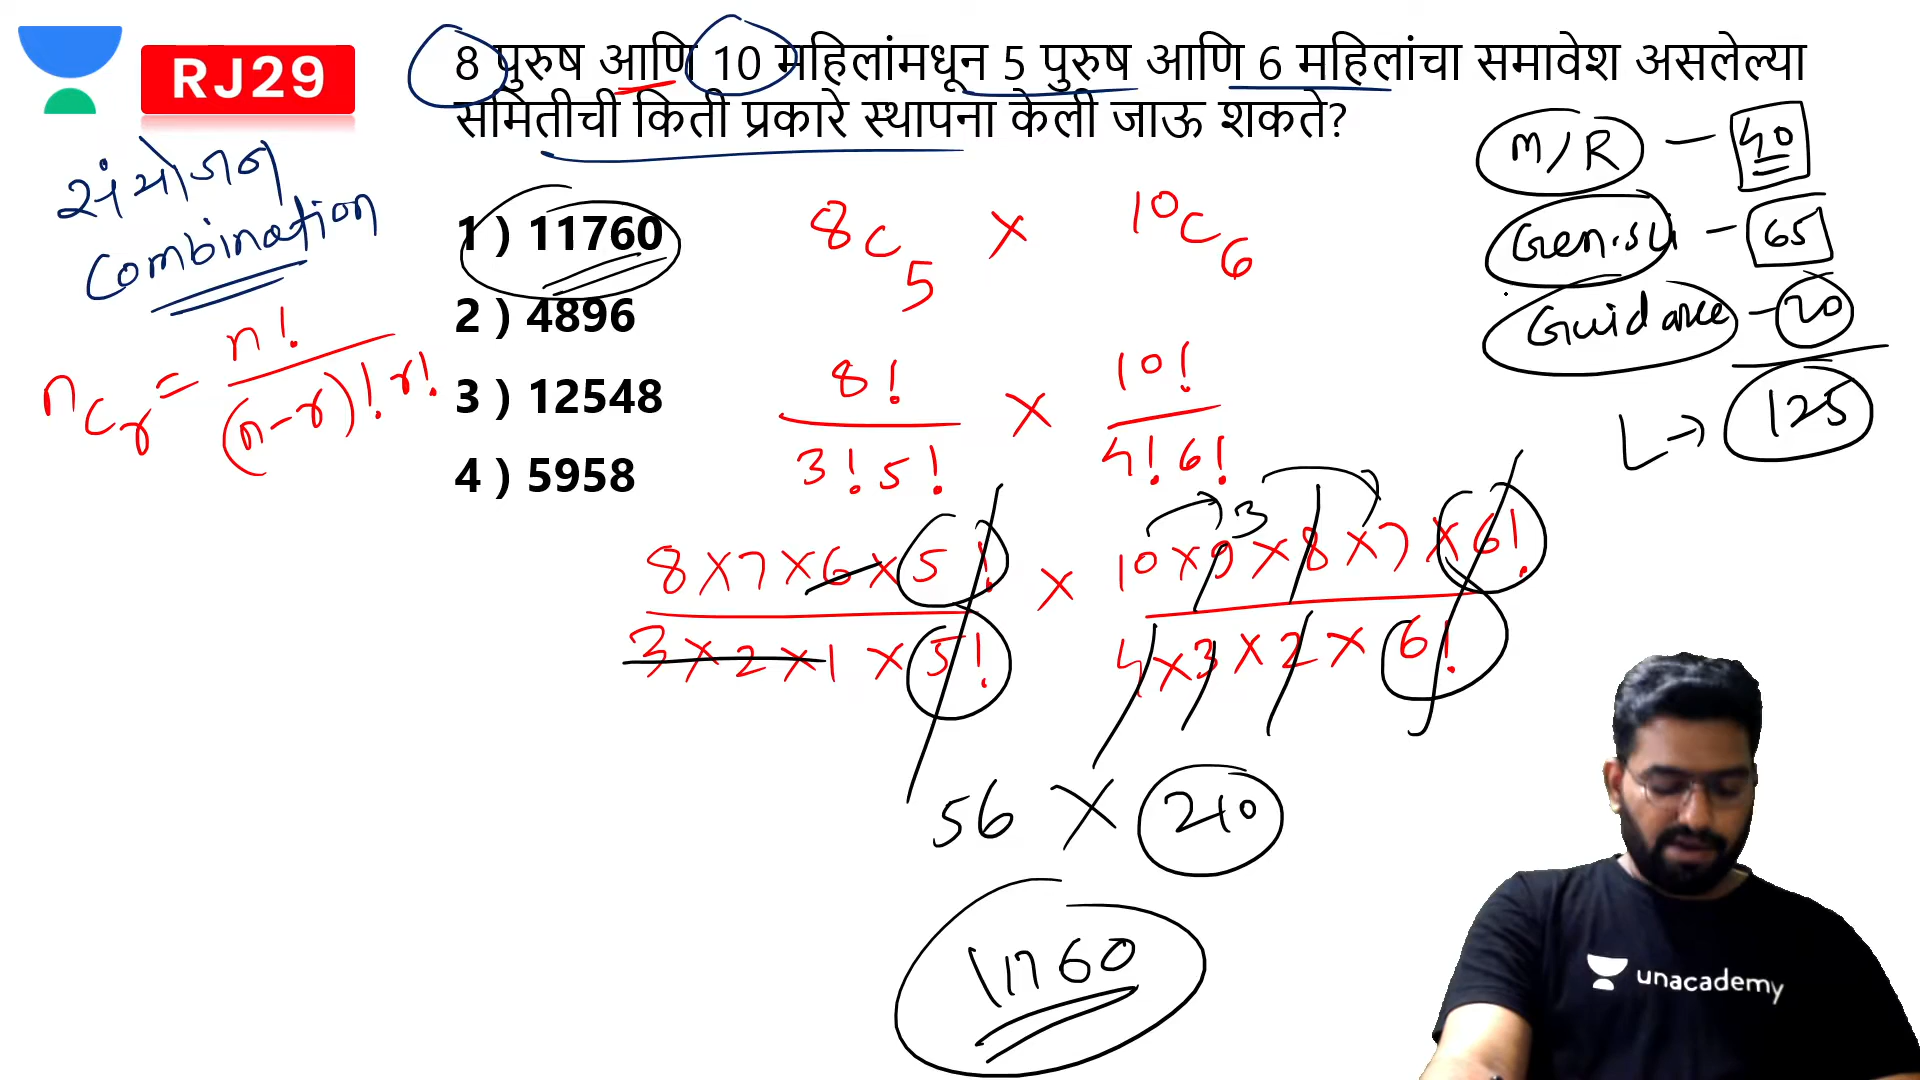 RJ29
8 पुरुष आणि 10 महिलांमधून 5 पुरुष आणि 6 महिलांचा समावेश असलेल्या
समितीची किती प्रकारे स्थापना केली जाऊ शकते?
संयोजन
Combination
nCr = n! / (n-r)! r!
1 ) 11760
2 ) 4896
3 ) 12548
4 ) 5958
8C5 × 10C6
8! / 3! 5! × 10! / 4! 6!
3
8×7×6×5! / 3×2×1×5! × 10×9×8×7×6! / 4×3×2×6!
56 × 210
11760
M/R - 40
Gen.sti - 65
Guidance - 20
125
unacademy